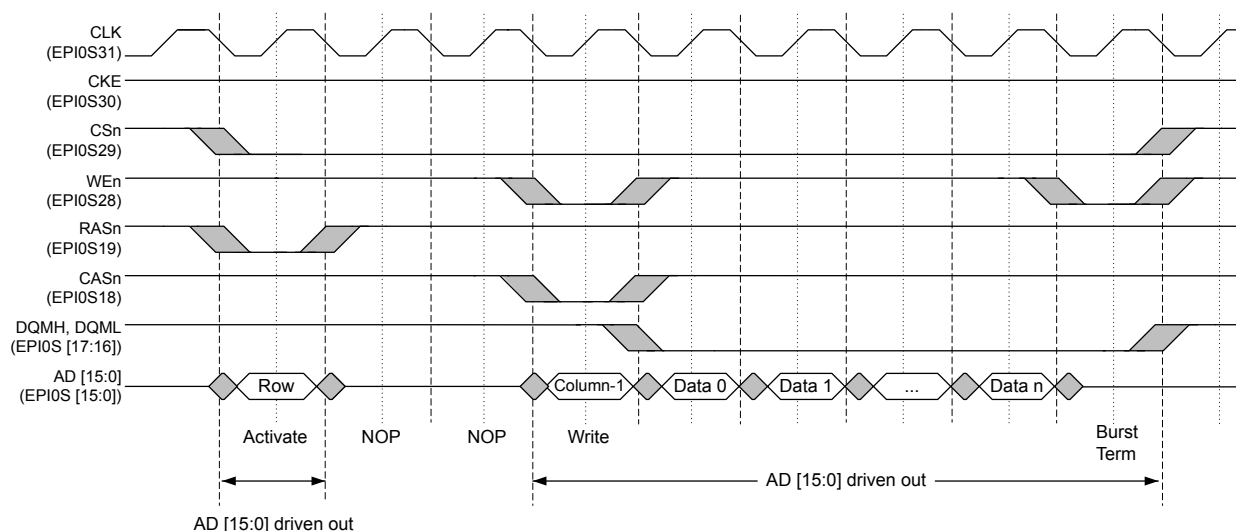 CLK
(EPI0S31)
CKE
(EPI0S30)
CSn
(EPI0S29)
WEn
(EPI0S28)
RASn
(EPI0S19)
CASn
(EPI0S18)
DQMH, DQML
(EPI0S [17:16])
AD [15:0]
(EPI0S [15:0])
Row Column-1 Data 0 Data 1 ... Data n
Activate NOP NOP Write Burst
Term
AD [15:0] driven out
AD [15:0] driven out